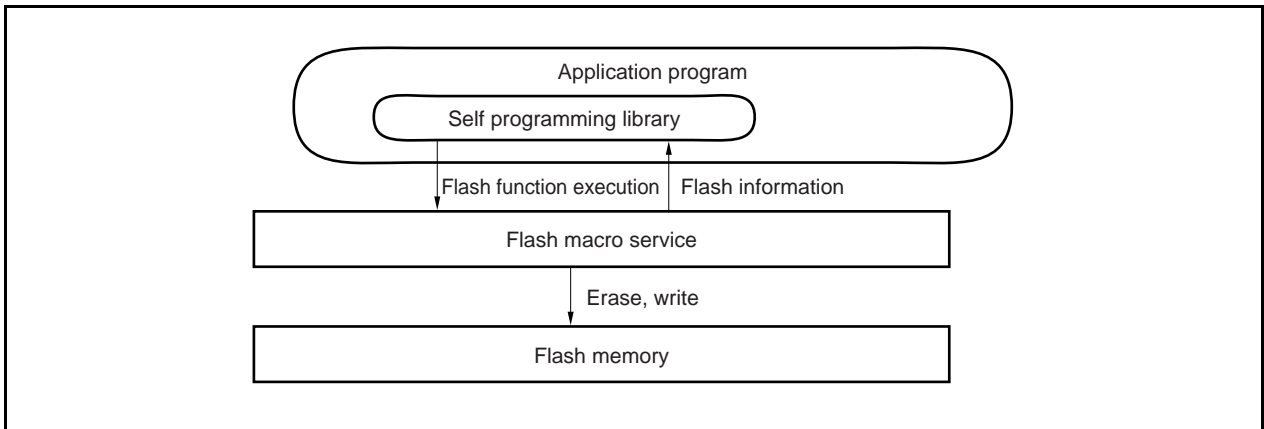 Application program
Self programming library
Flash function execution
Flash information
Flash macro service
Erase, write
Flash memory